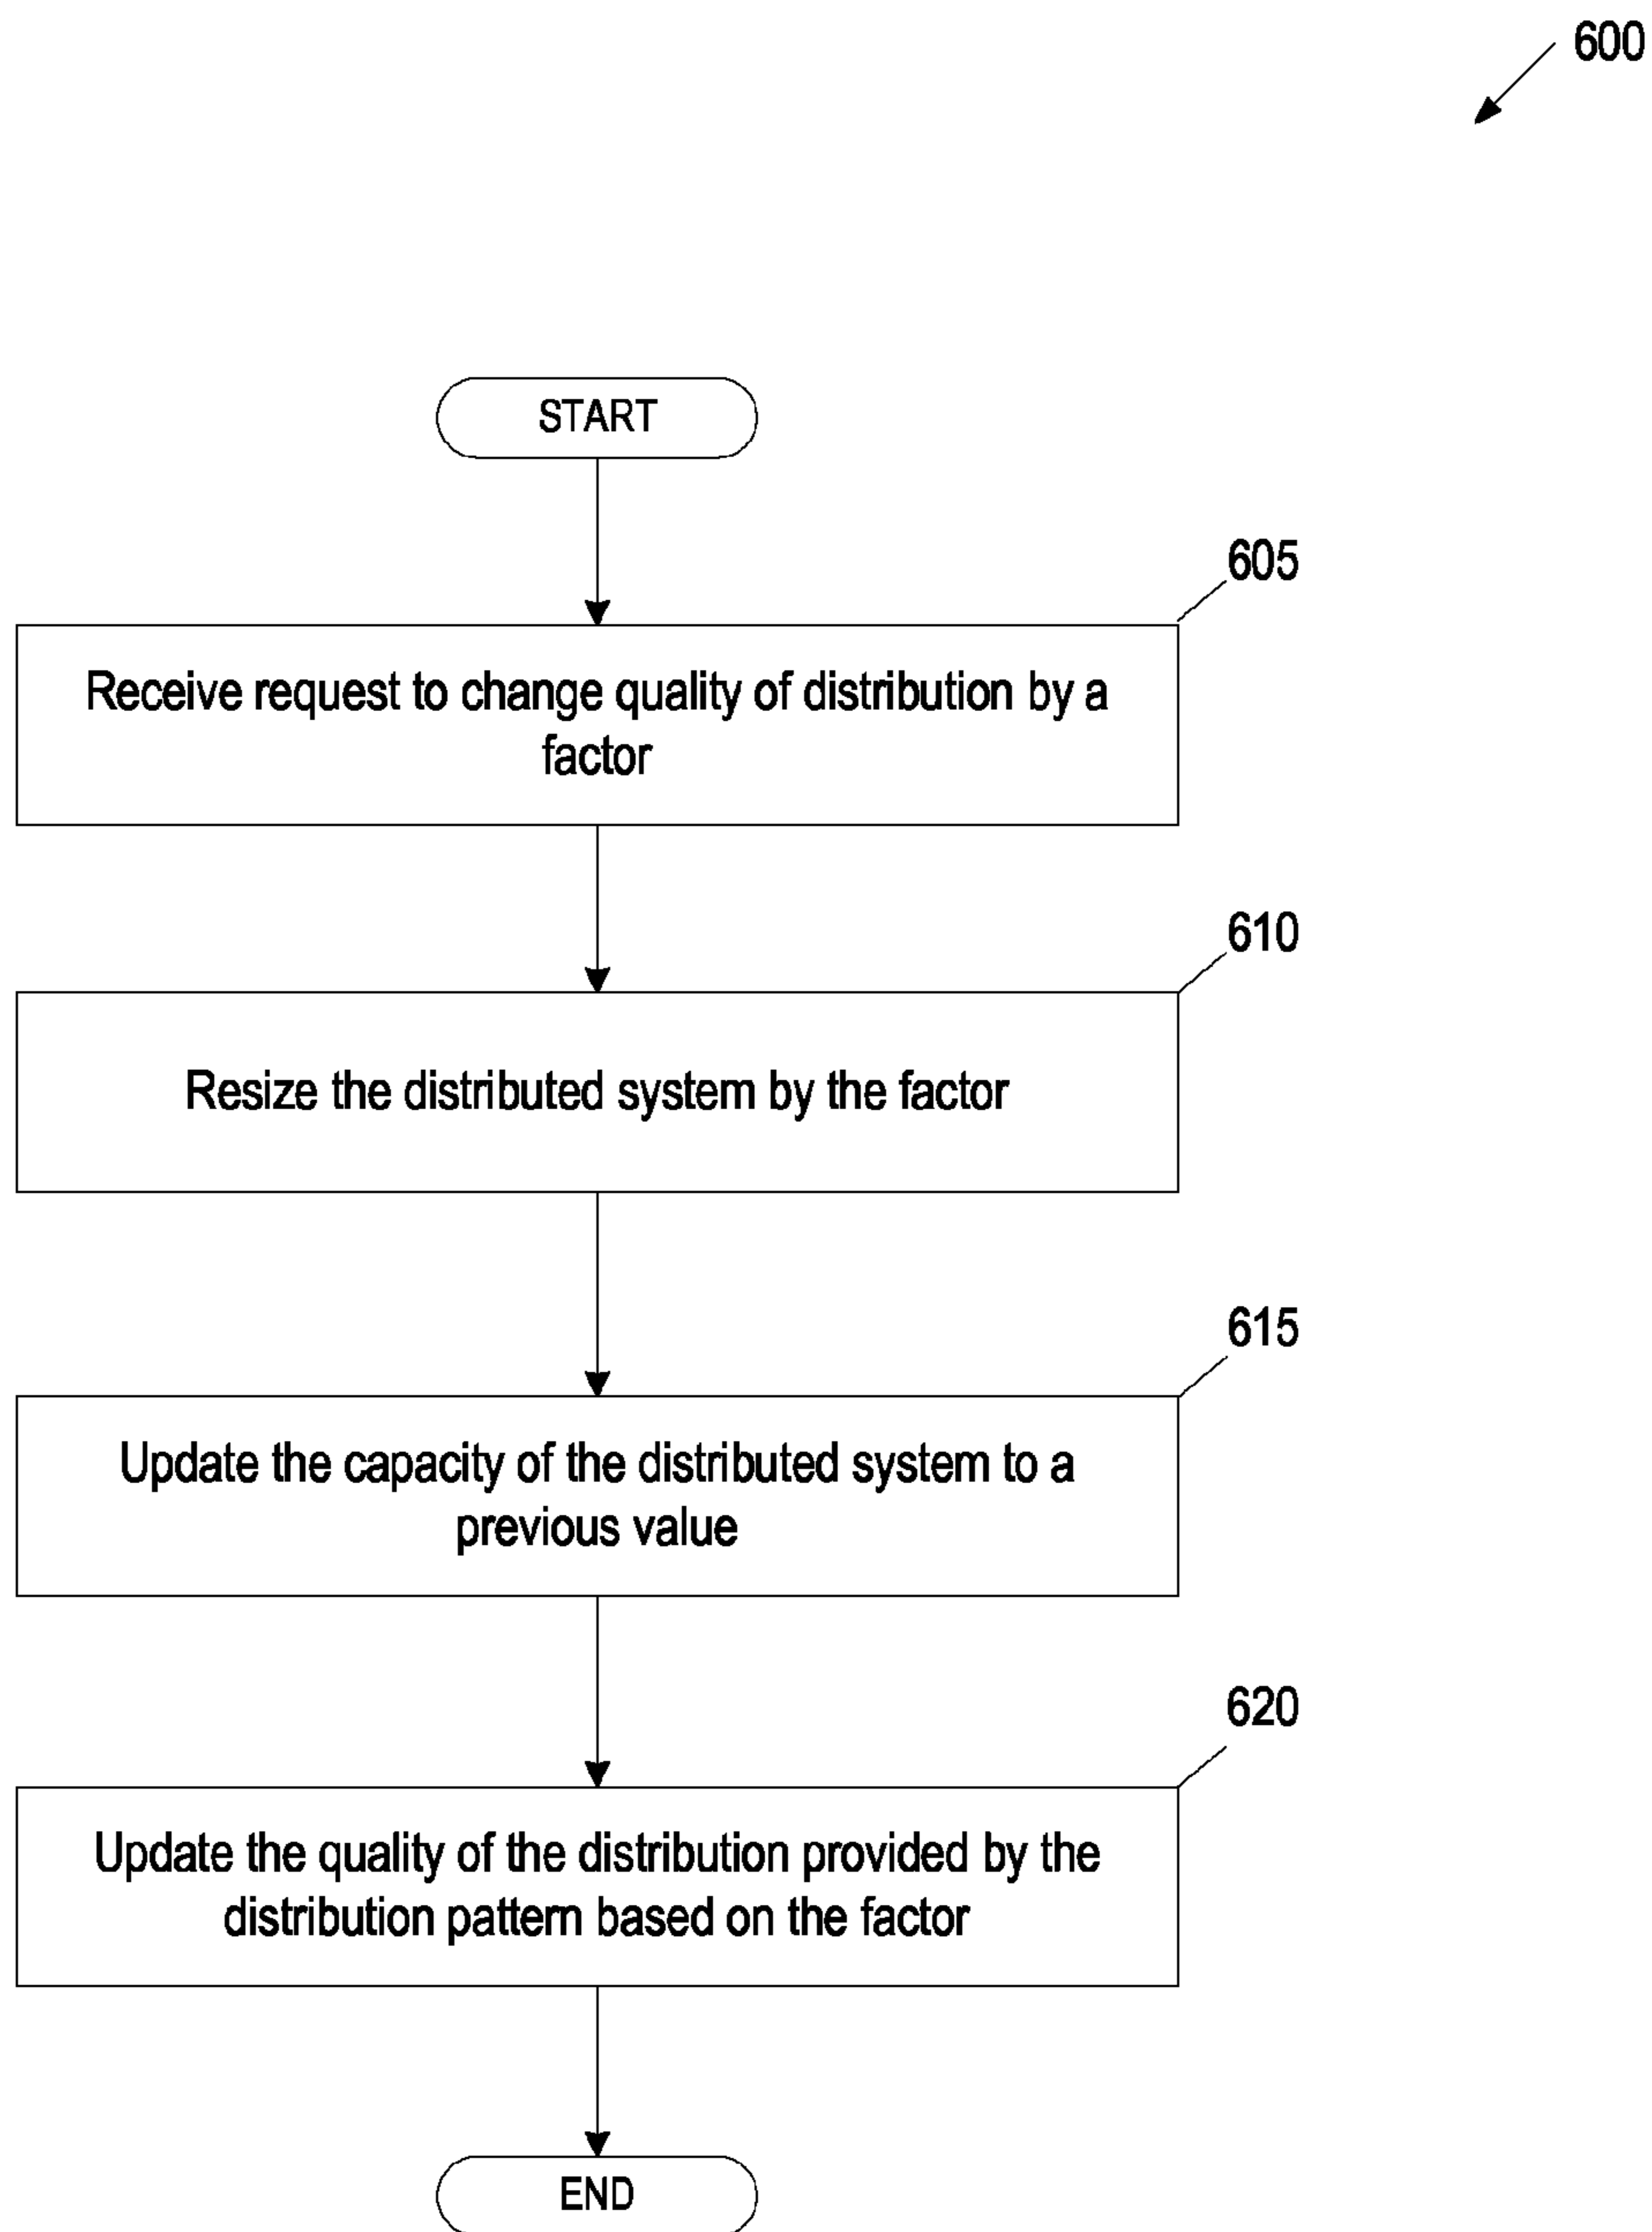 600
START
605
Receive request to change quality of distribution by a
factor
610
Resize the distributed system by the factor
615
Update the capacity of the distributed system to a
previous value
620
Update the quality of the distribution provided by the
distribution pattern based on the factor
END